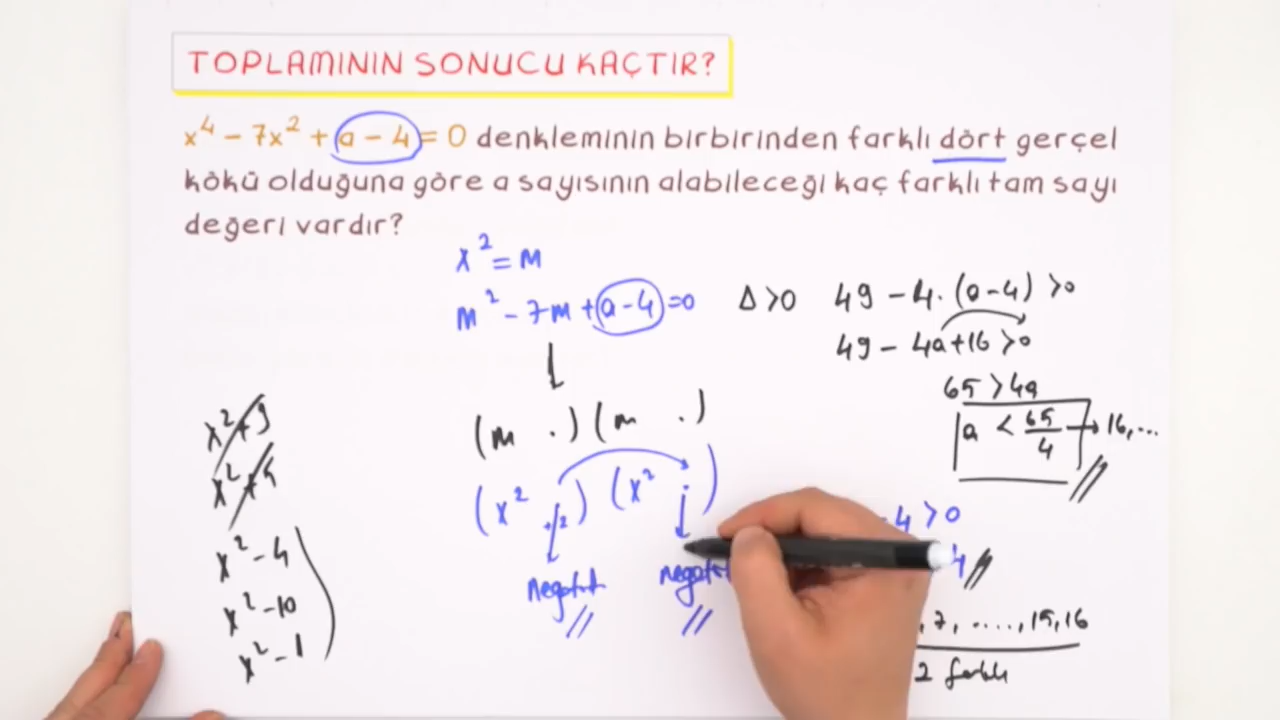 TOPLAMININ SONUCU KAÇTIR?
x⁴ - 7x² + a - 4 = 0 denkleminin birbirinden farklı dört gerçel
kökü olduğuna göre a sayısının alabileceği kaç farklı tam sayı
değeri vardır?
x² = m
m² - 7m + a-4 = 0
Δ > 0
49 - 4.(a-4) > 0
49 - 4a + 16 > 0
65 > 4a
a < 65/4 → 16, ...
(m .) (m .)
(x² ) (x² . )
negatif
x² + 9
x² - 4
x² - 10
x² - 1
- 4 > 0
4
, 7, ...., 15, 16
2 farklı